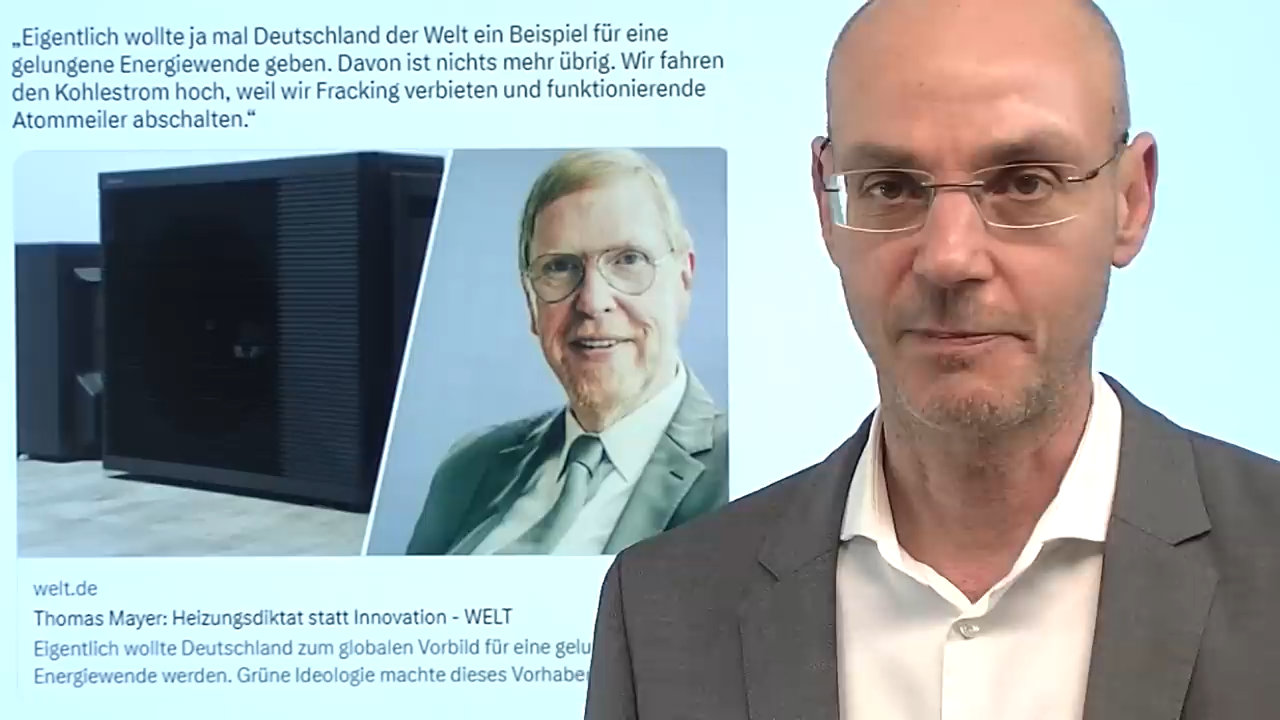 „Eigentlich wollte ja mal Deutschland der Welt ein Beispiel für eine
gelungene Energiewende geben. Davon ist nichts mehr übrig. Wir fahren
den Kohlestrom hoch, weil wir Fracking verbieten und funktionierende
Atommeiler abschalten.“
welt.de
Thomas Mayer: Heizungsdiktat statt Innovation - WELT
Eigentlich wollte Deutschland zum globalen Vorbild für eine gelu
Energiewende werden. Grüne Ideologie machte dieses Vorhabe